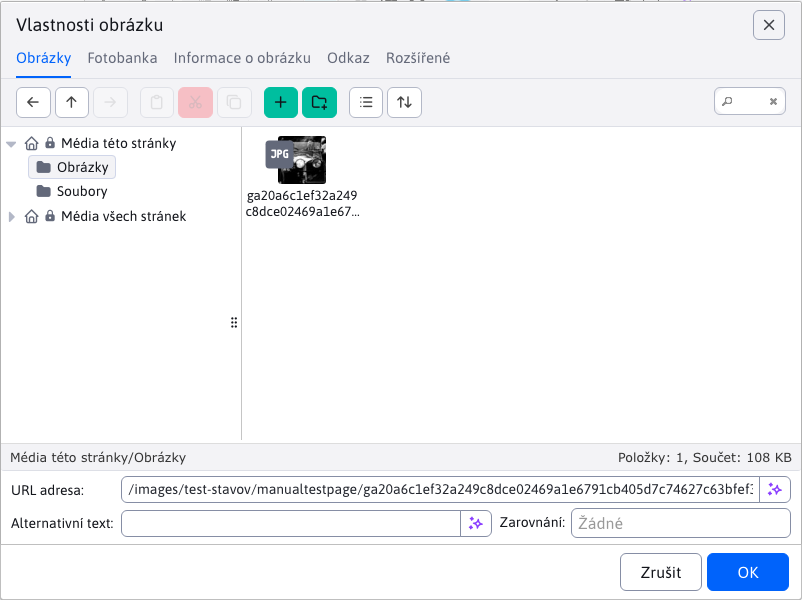 Vlastnosti obrázku
Obrázky Fotobanka Informace o obrázku Odkaz Rozšířené
Média této stránky
Obrázky
Soubory
Média všech stránek
JPG
ga20a6c1ef32a249
c8dce02469a1e67...
Média této stránky/Obrázky Položky: 1, Součet: 108 KB
URL adresa: /images/test-stavov/manualtestpage/ga20a6c1ef32a249c8dce02469a1e6791cb405d7c74627c63bfef3
Alternativní text: Zarovnání: Žádné
Zrušit OK